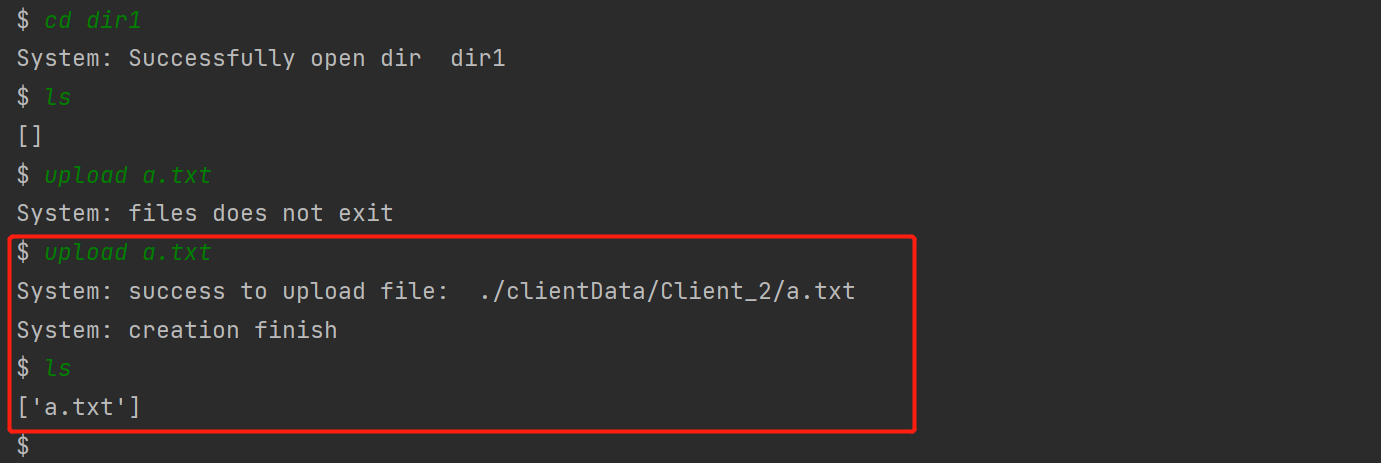 $ cd dir1
System: Successfully open dir  dir1
$ ls
[]
$ upload a.txt
System: files does not exit
$ upload a.txt
System: success to upload file:  ./clientData/Client_2/a.txt
System: creation finish
$ ls
['a.txt']
$